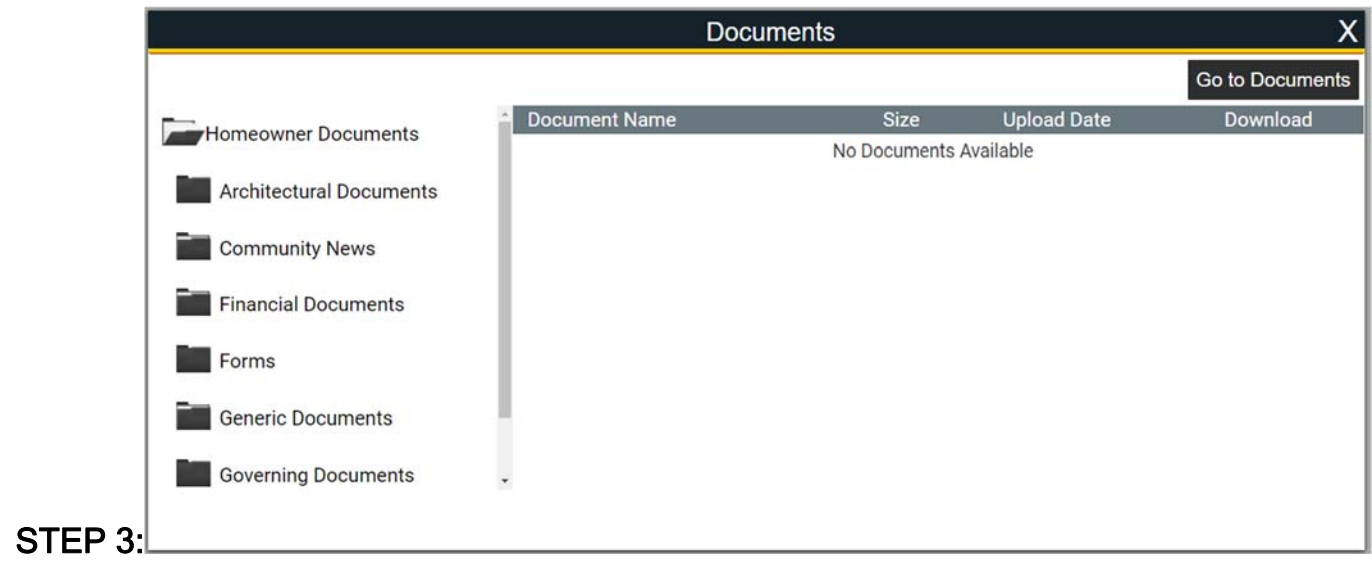 Documents X
Go to Documents
Document Name Size Upload Date Download
No Documents Available
Homeowner Documents
Architectural Documents
Community News
Financial Documents
Forms
Generic Documents
Governing Documents
STEP 3: